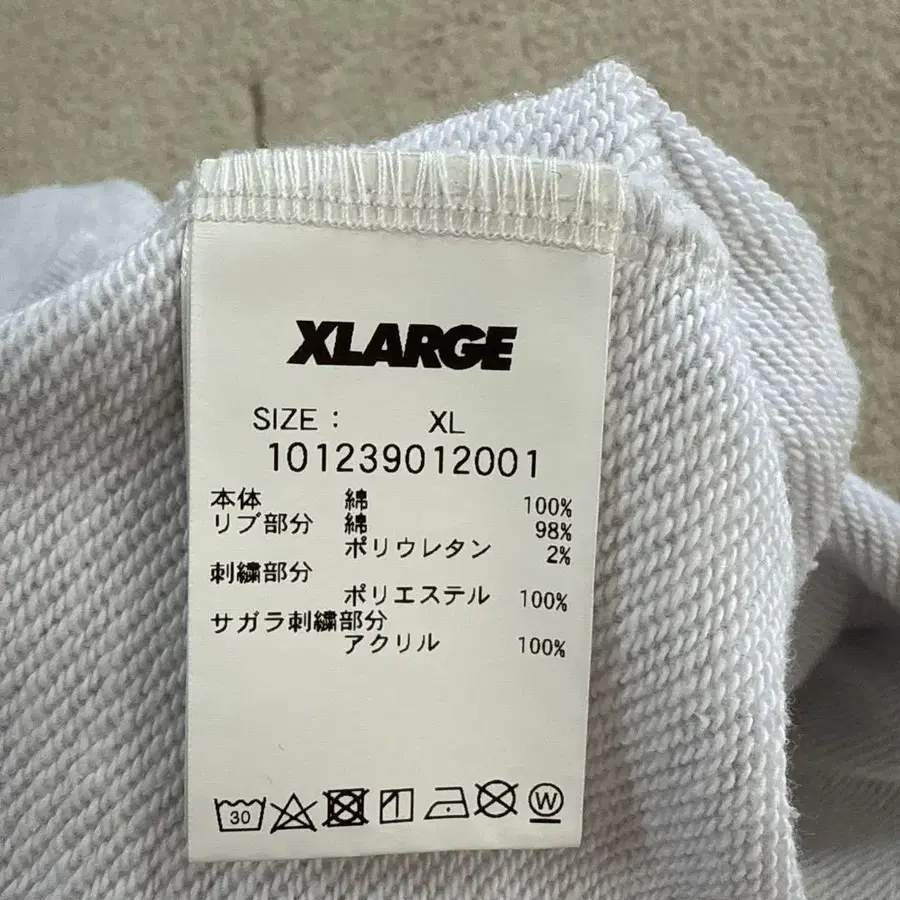 XLARGE
SIZE : XL
101239012001
本体 綿 100%
リブ部分 綿 98%
ポリウレタン 2%
刺繍部分
ポリエステル 100%
サガラ刺繍部分
アクリル 100%
30 W